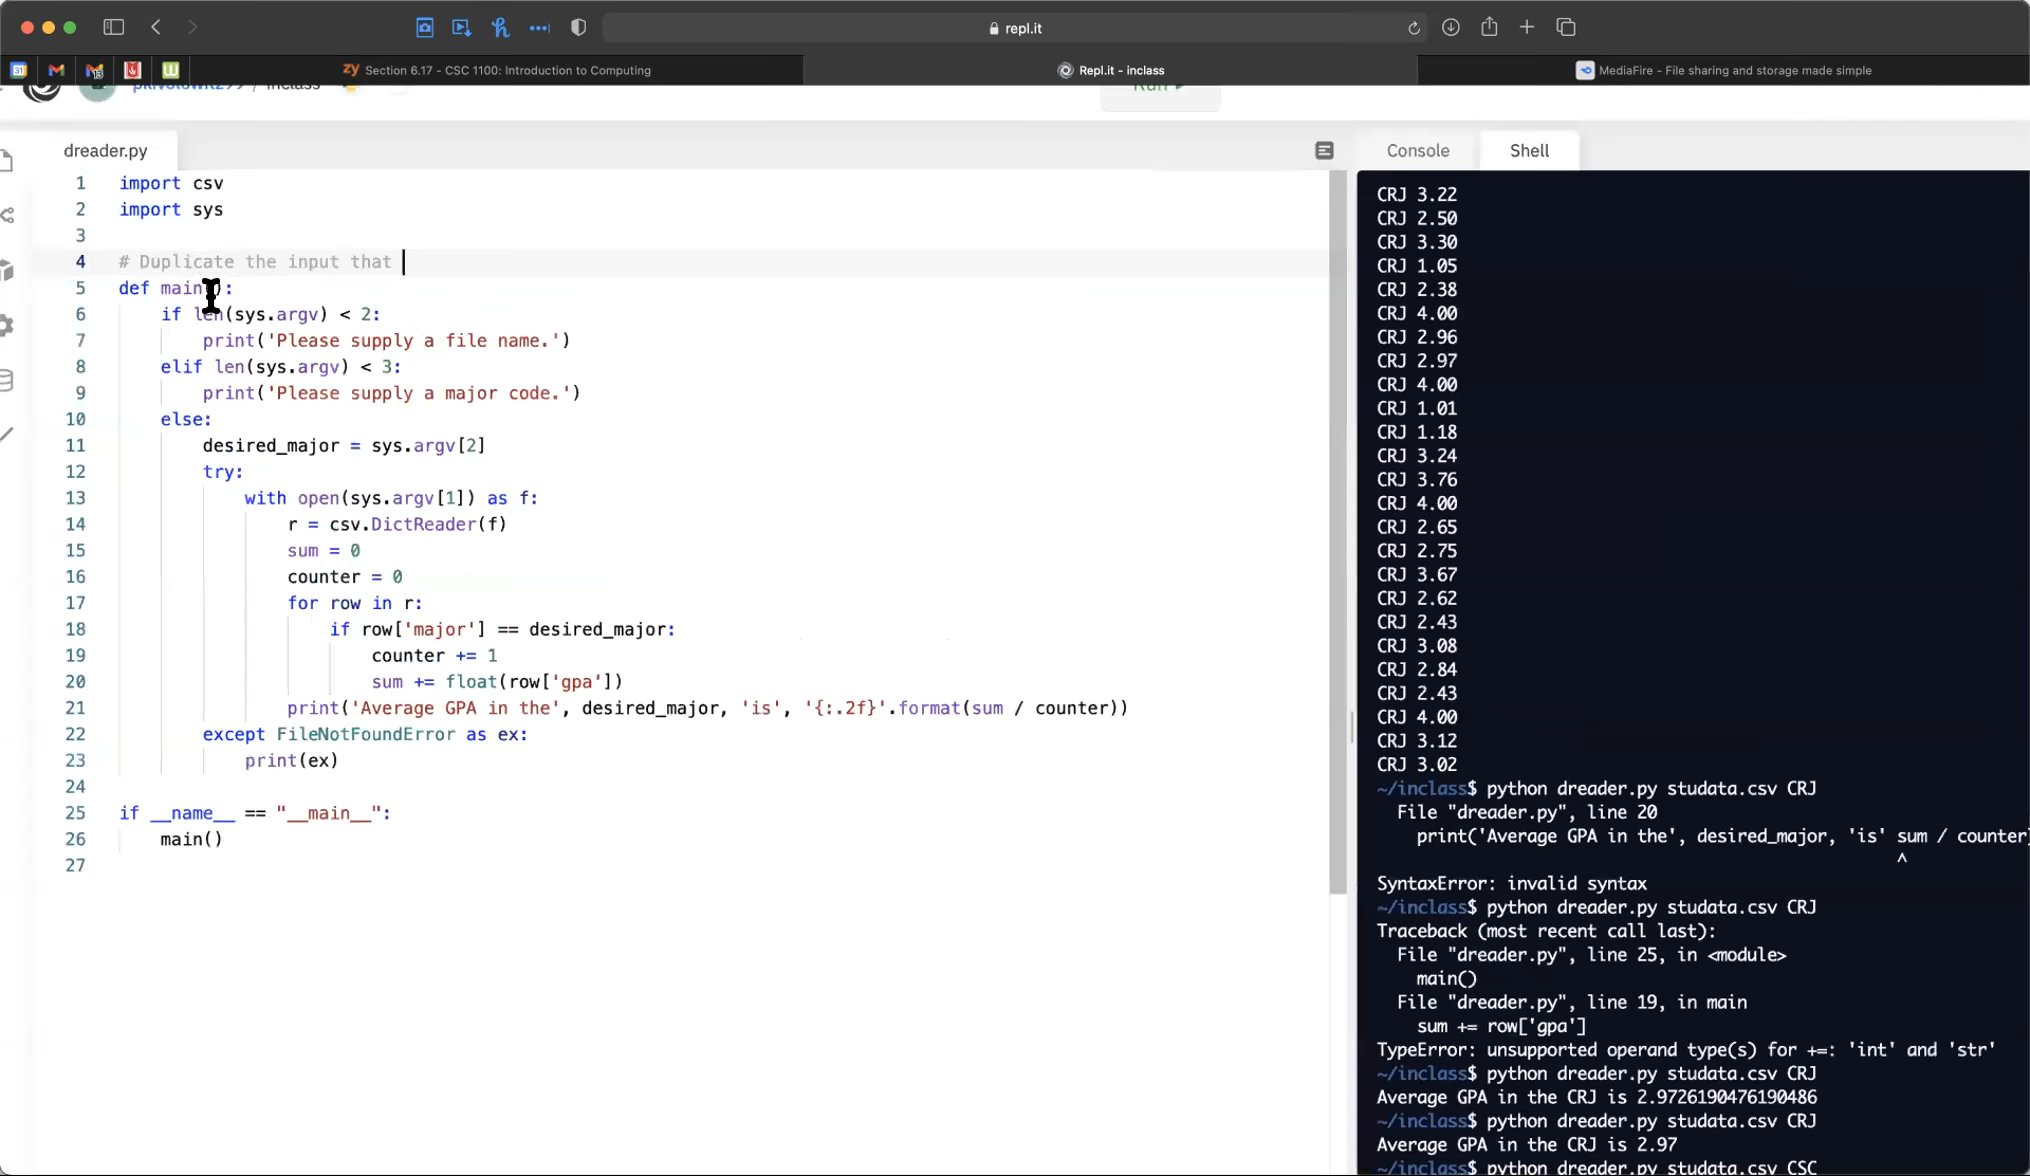 repl.it
Section 6.17 - CSC 1100: Introduction to Computing
Repl.it - inclass
MediaFire - File sharing and storage made simple
/ inclass
Run
dreader.py
Console
Shell
1 import csv
2 import sys
3
4 # Duplicate the input that
5 def main():
6 if len(sys.argv) < 2:
7 print('Please supply a file name.')
8 elif len(sys.argv) < 3:
9 print('Please supply a major code.')
10 else:
11 desired_major = sys.argv[2]
12 try:
13 with open(sys.argv[1]) as f:
14 r = csv.DictReader(f)
15 sum = 0
16 counter = 0
17 for row in r:
18 if row['major'] == desired_major:
19 counter += 1
20 sum += float(row['gpa'])
21 print('Average GPA in the', desired_major, 'is', '{:.2f}'.format(sum / counter))
22 except FileNotFoundError as ex:
23 print(ex)
24
25 if __name__ == "__main__":
26 main()
27
CRJ 3.22
CRJ 2.50
CRJ 3.30
CRJ 1.05
CRJ 2.38
CRJ 4.00
CRJ 2.96
CRJ 2.97
CRJ 4.00
CRJ 1.01
CRJ 1.18
CRJ 3.24
CRJ 3.76
CRJ 4.00
CRJ 2.65
CRJ 2.75
CRJ 3.67
CRJ 2.62
CRJ 2.43
CRJ 3.08
CRJ 2.84
CRJ 2.43
CRJ 4.00
CRJ 3.12
CRJ 3.02
~/inclass$ python dreader.py studata.csv CRJ
File "dreader.py", line 20
print('Average GPA in the', desired_major, 'is' sum / counter)
^
SyntaxError: invalid syntax
~/inclass$ python dreader.py studata.csv CRJ
Traceback (most recent call last):
File "dreader.py", line 25, in <module>
main()
File "dreader.py", line 19, in main
sum += row['gpa']
TypeError: unsupported operand type(s) for +=: 'int' and 'str'
~/inclass$ python dreader.py studata.csv CRJ
Average GPA in the CRJ is 2.9726190476190486
~/inclass$ python dreader.py studata.csv CRJ
Average GPA in the CRJ is 2.97
~/inclass$ python dreader.py studata.csv CSC